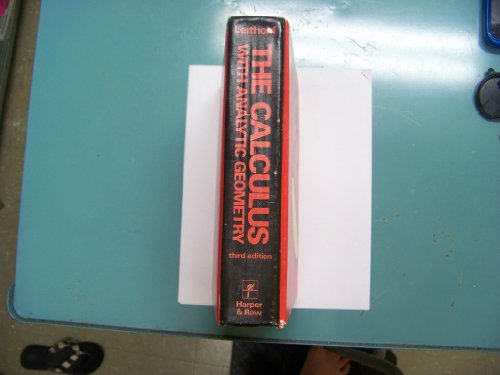 Leithold
THE CALCULUS
WITH ANALYTIC GEOMETRY
third edition
Harper
& Row